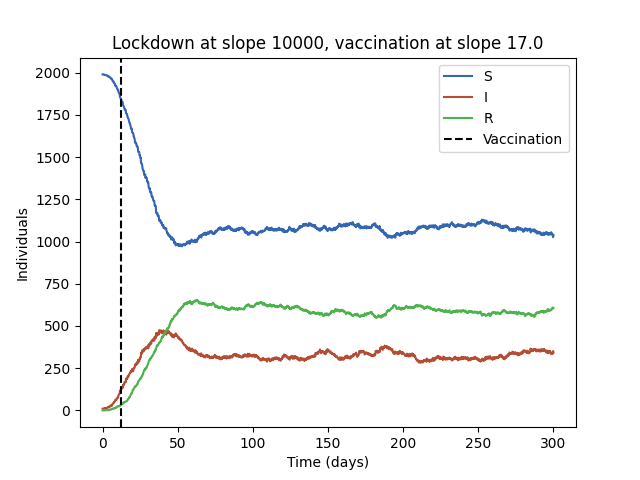 Lockdown at slope 10000, vaccination at slope 17.0
2000
1750
1500
1250
1000
750
500
250
0
Individuals
S
I
R
Vaccination
0
50
100
150
200
250
300
Time (days)